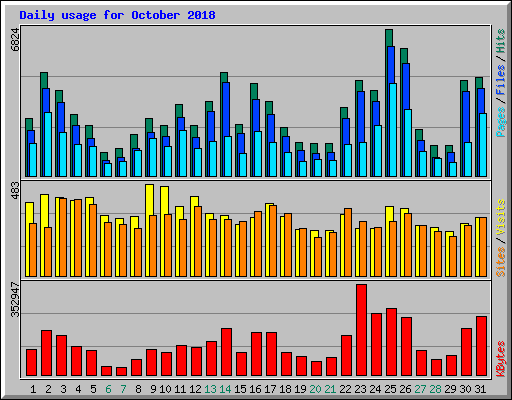 Daily usage for October 2018
6824
Pages / Files / Hits
483
Sites / Visits
352947
KBytes
1 2 3 4 5 6 7 8 9 10 11 12 13 14 15 16 17 18 19 20 21 22 23 24 25 26 27 28 29 30 31